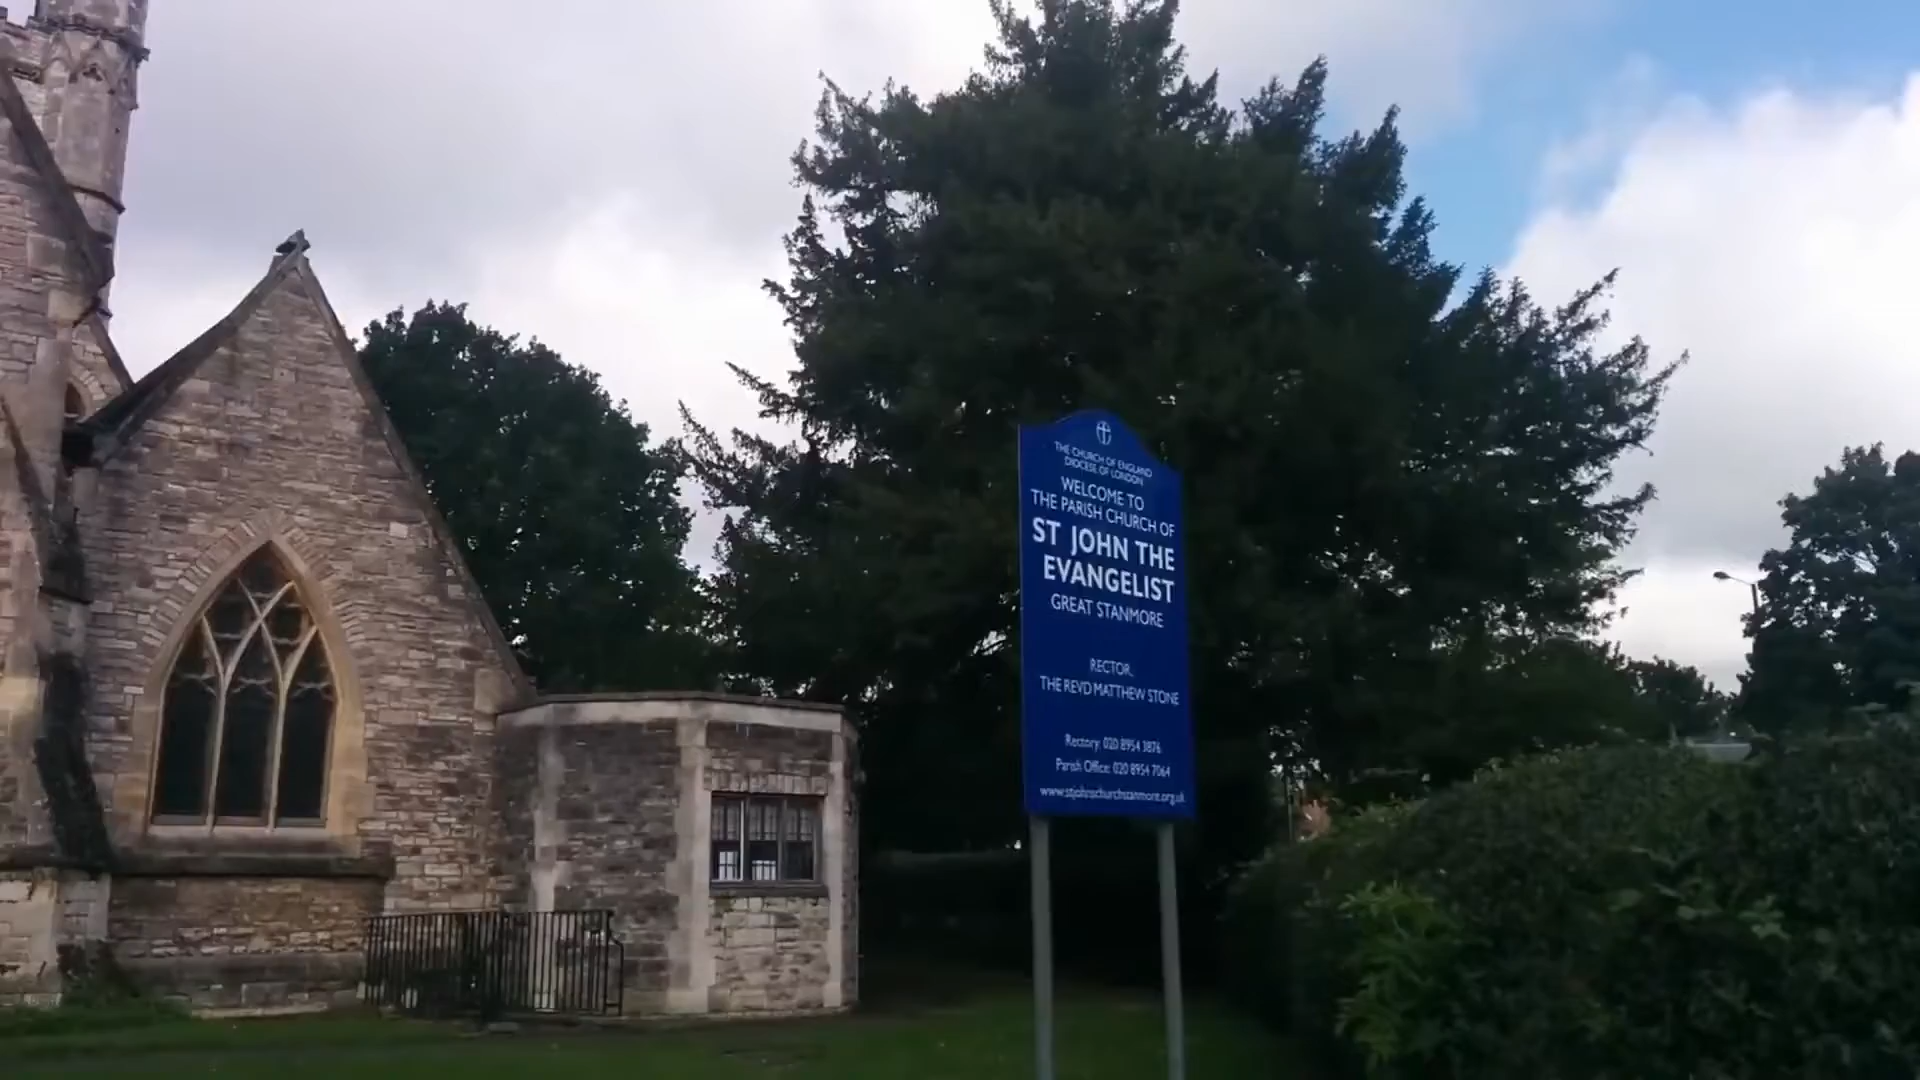 THE CHURCH OF ENGLAND
DIOCESE OF LONDON
WELCOME TO
THE PARISH CHURCH OF
ST JOHN THE
EVANGELIST
GREAT STANMORE
RECTOR,
THE REVD MATTHEW STONE
Rectory: 020 8954 3876
Parish Office: 020 8954 7064
www.stjohnschurchstanmore.org.uk